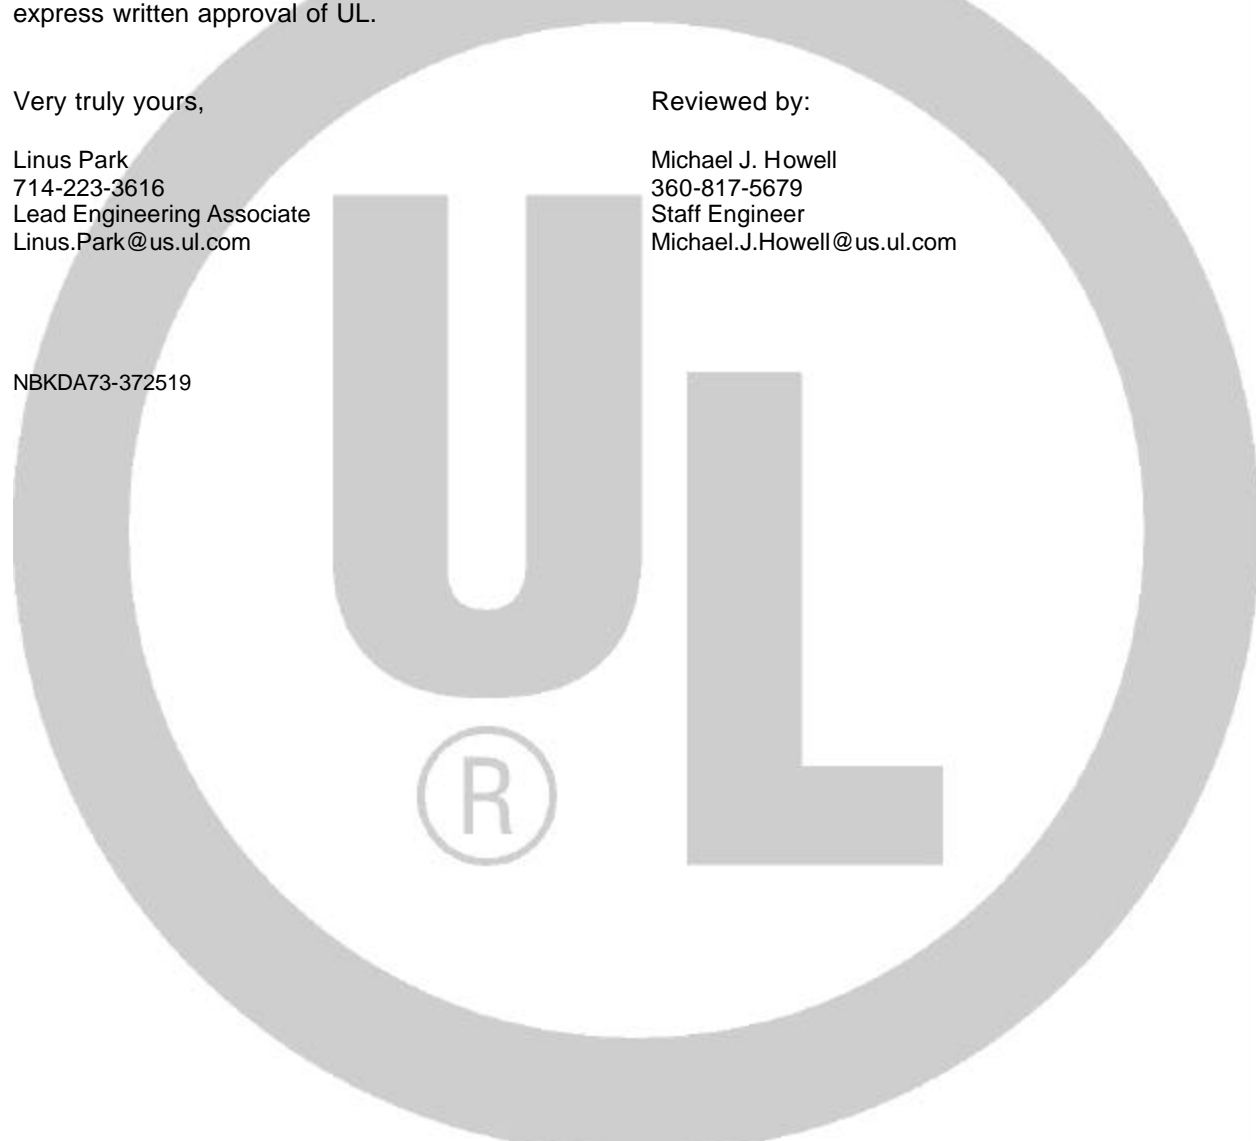 express written approval of UL.
Very truly yours,
Linus Park
714-223-3616
Lead Engineering Associate
Linus.Park@us.ul.com
Reviewed by:
Michael J. Howell
360-817-5679
Staff Engineer
Michael.J.Howell@us.ul.com
NBKDA73-372519
UL
®